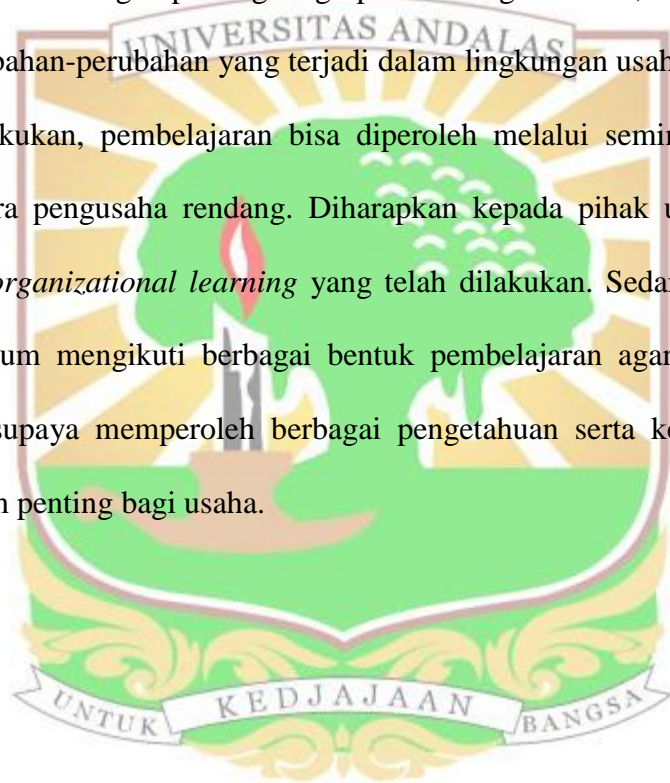 UNIVERSITAS ANDALAS
bahan-perubahan yang terjadi dalam lingkungan usah
kukan, pembelajaran bisa diperoleh melalui semin
ra pengusaha rendang. Diharapkan kepada pihak u
organizational learning yang telah dilakukan. Sedan
um mengikuti berbagai bentuk pembelajaran agar
supaya memperoleh berbagai pengetahuan serta ke
n penting bagi usaha.
UNTUK KEDJAJAAN BANGSA